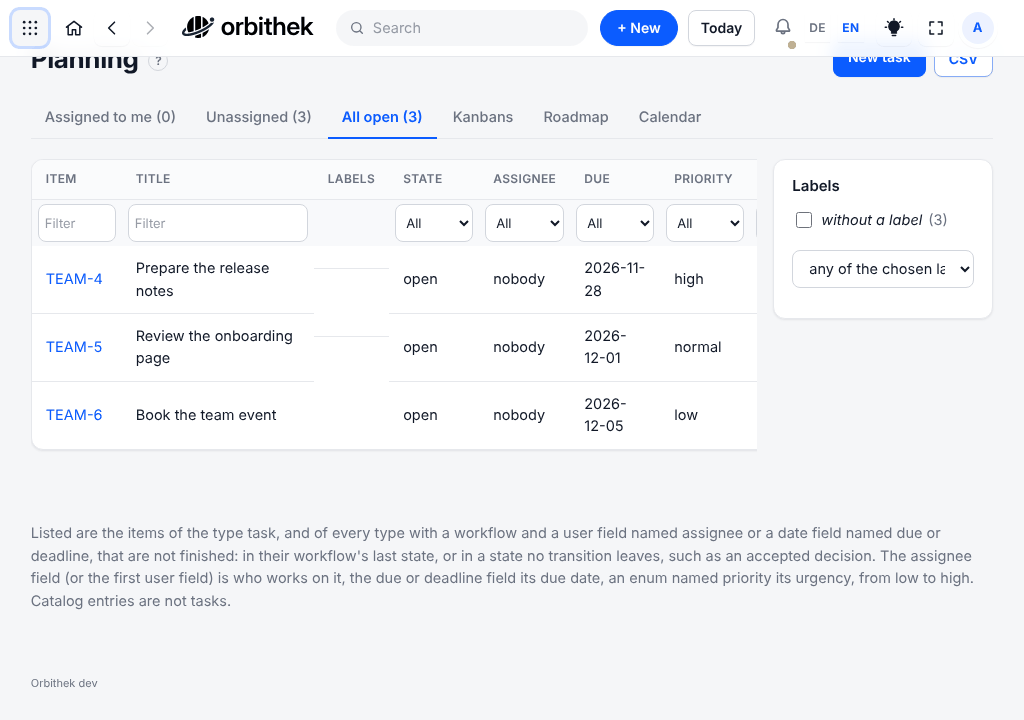 orbithek
Search
+ New
Today
DE
EN
A
Planning
?
New task
CSV
Assigned to me (0)
Unassigned (3)
All open (3)
Kanbans
Roadmap
Calendar
ITEM
TITLE
LABELS
STATE
ASSIGNEE
DUE
PRIORITY
Filter
Filter
All
All
All
All
TEAM-4
Prepare the release
notes
open
nobody
2026-11-
28
high
TEAM-5
Review the onboarding
page
open
nobody
2026-
12-01
normal
TEAM-6
Book the team event
open
nobody
2026-
12-05
low
Labels
without a label (3)
any of the chosen la
Listed are the items of the type task, and of every type with a workflow and a user field named assignee or a date field named due or
deadline, that are not finished: in their workflow's last state, or in a state no transition leaves, such as an accepted decision. The assignee
field (or the first user field) is who works on it, the due or deadline field its due date, an enum named priority its urgency, from low to high.
Catalog entries are not tasks.
Orbithek dev